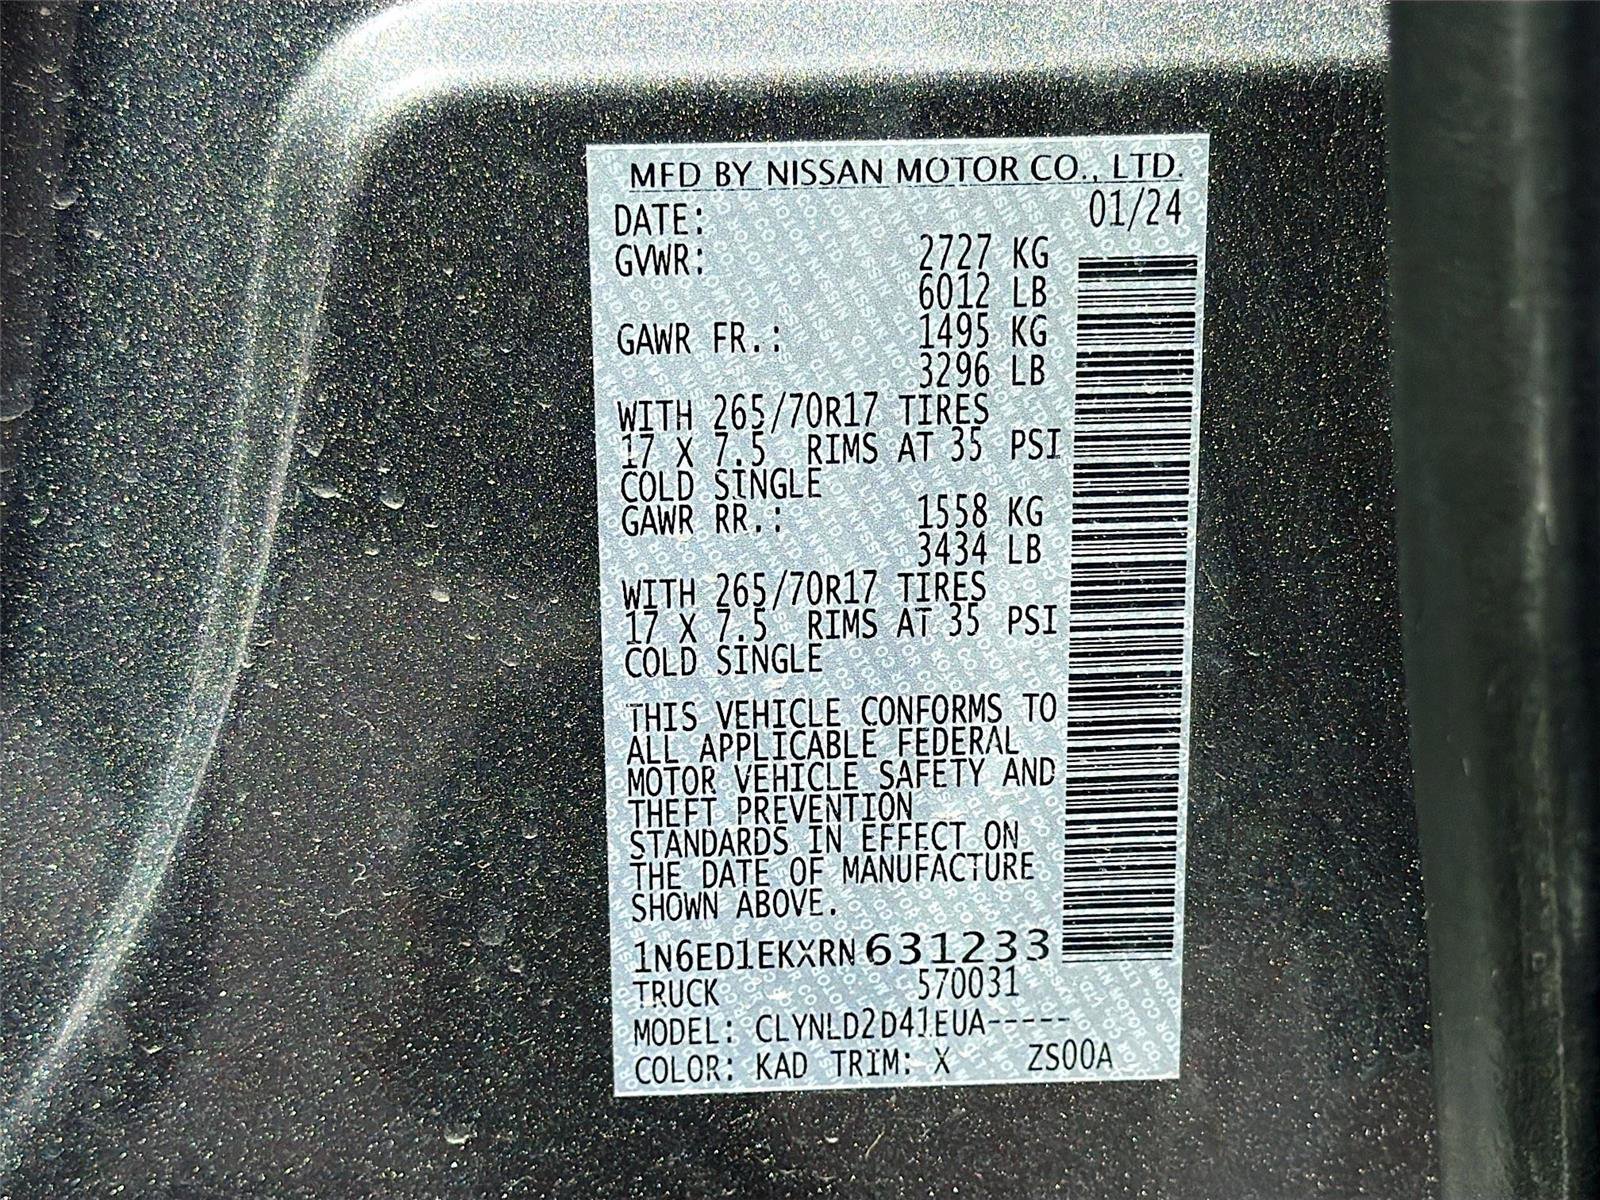 MFD BY NISSAN MOTOR CO., LTD.
DATE: 01/24
GVWR: 2727 KG
6012 LB
GAWR FR.: 1495 KG
3296 LB
WITH 265/70R17 TIRES
17 X 7.5 RIMS AT 35 PSI
COLD SINGLE
GAWR RR.: 1558 KG
3434 LB
WITH 265/70R17 TIRES
17 X 7.5 RIMS AT 35 PSI
COLD SINGLE
THIS VEHICLE CONFORMS TO
ALL APPLICABLE FEDERAL
MOTOR VEHICLE SAFETY AND
THEFT PREVENTION
STANDARDS IN EFFECT ON
THE DATE OF MANUFACTURE
SHOWN ABOVE.
1N6ED1EKXRN631233
TRUCK 570031
MODEL: CLYNLD2D41EUA-----
COLOR: KAD TRIM: X ZS00A